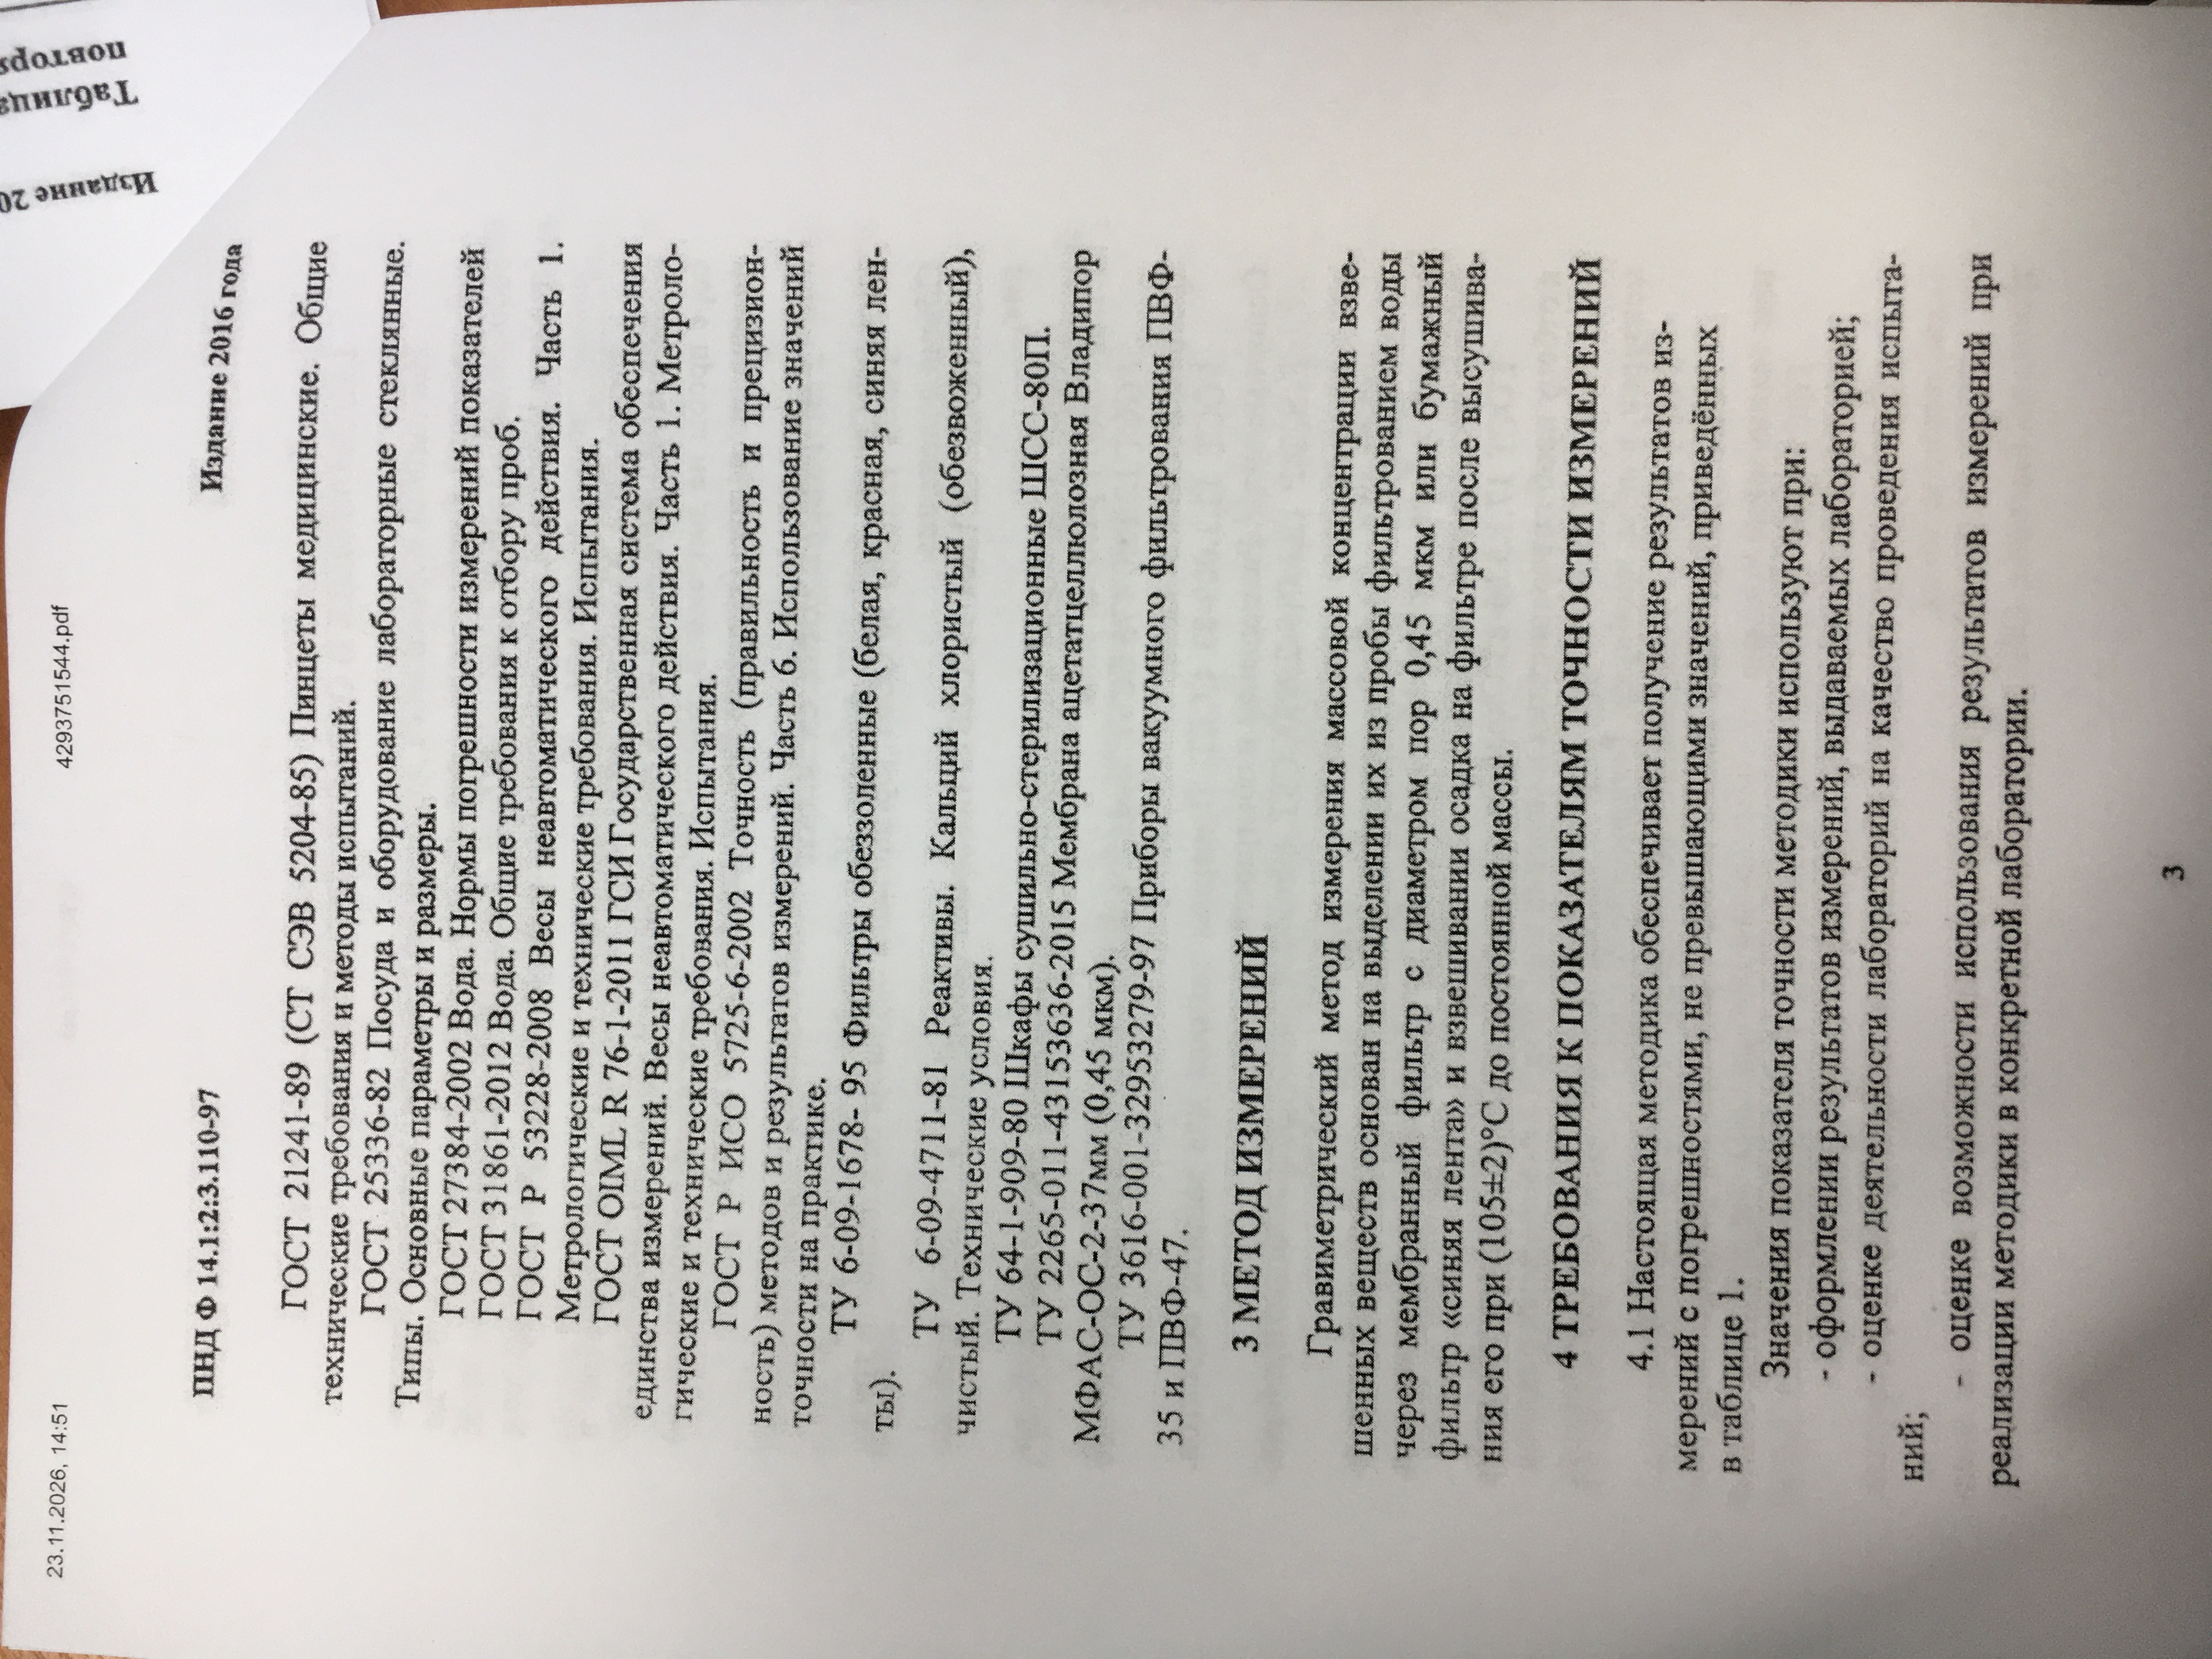 23.11.2026, 14:51
4293751544.pdf
ПНД Ф 14.1:2:3.110-97
Издание 2016 года
ГОСТ 21241-89 (СТ СЭВ 5204-85) Пинцеты медицинские. Общие
технические требования и методы испытаний.
ГОСТ 25336-82 Посуда и оборудование лабораторные стеклянные.
Типы. Основные параметры и размеры.
ГОСТ 27384-2002 Вода. Нормы погрешности измерений показателей
ГОСТ 31861-2012 Вода. Общие требования к отбору проб.
ГОСТ Р 53228-2008 Весы неавтоматического действия. Часть 1.
Метрологические и технические требования. Испытания.
ГОСТ OIML R 76-1-2011 ГСИ Государственная система обеспечения
единства измерений. Весы неавтоматического действия. Часть 1. Метроло-
гические и технические требования. Испытания.
ГОСТ Р ИСО 5725-6-2002 Точность (правильность и прецизион-
ность) методов и результатов измерений. Часть 6. Использование значений
точности на практике.
ТУ 6-09-1678- 95 Фильтры обеззоленные (белая, красная, синяя лен-
ты).
ТУ 6-09-4711-81 Реактивы. Кальций хлористый (обезвоженный),
чистый. Технические условия.
ТУ 64-1-909-80 Шкафы сушильно-стерилизационные ШСС-80П.
ТУ 2265-011-43153636-2015 Мембрана ацетатцеллюлозная Владипор
МФАС-ОС-2-37мм (0,45 мкм).
ТУ 3616-001-32953279-97 Приборы вакуумного фильтрования ПВФ-
35 и ПВФ-47.
3 МЕТОД ИЗМЕРЕНИЙ
Гравиметрический метод измерения массовой концентрации взве-
шенных веществ основан на выделении их из пробы фильтрованием воды
через мембранный фильтр с диаметром пор 0,45 мкм или бумажный
фильтр «синяя лента» и взвешивании осадка на фильтре после высушива-
ния его при (105±2)°С до постоянной массы.
4 ТРЕБОВАНИЯ К ПОКАЗАТЕЛЯМ ТОЧНОСТИ ИЗМЕРЕНИЙ
4.1 Настоящая методика обеспечивает получение результатов из-
мерений с погрешностями, не превышающими значений, приведённых
в таблице 1.
Значения показателя точности методики используют при:
- оформлении результатов измерений, выдаваемых лабораторией;
- оценке деятельности лабораторий на качество проведения испыта-
ний;
- оценке возможности использования результатов измерений при
реализации методики в конкретной лаборатории.
3
Издание 20
Таблица
повторя